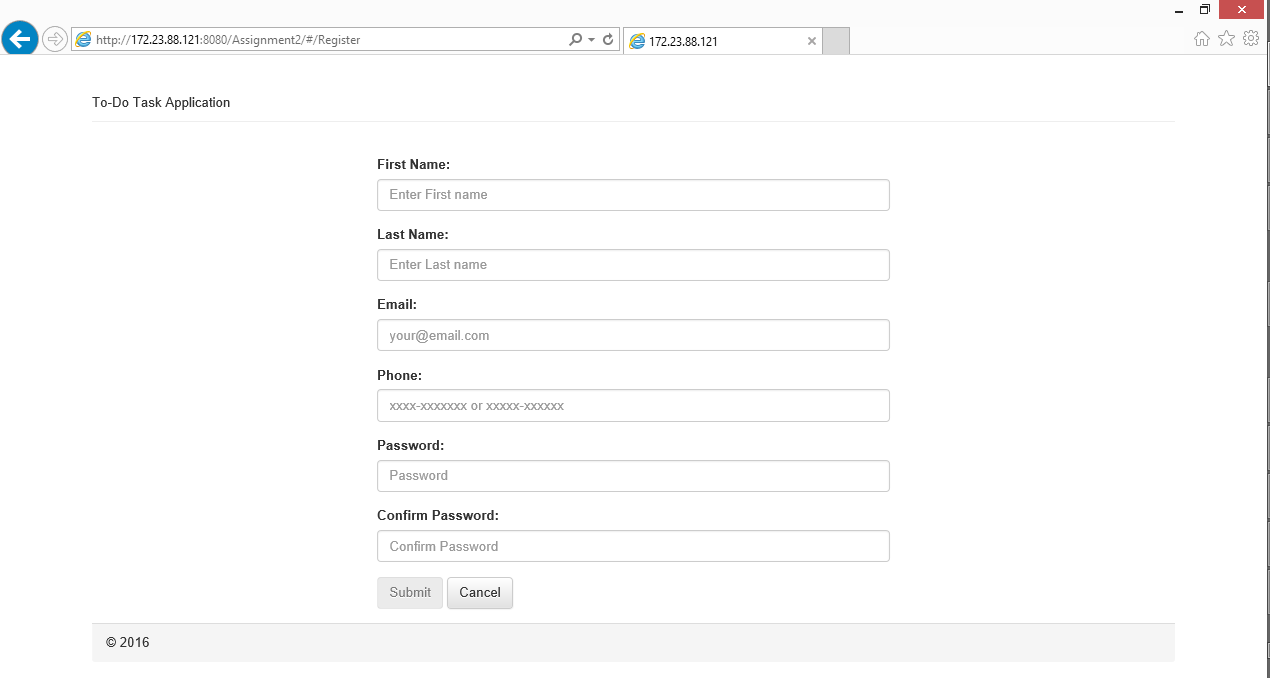 http://172.23.88.121:8080/Assignment2/#/Register
172.23.88.121
To-Do Task Application
First Name:
Enter First name
Last Name:
Enter Last name
Email:
your@email.com
Phone:
xxxx-xxxxxxx or xxxxx-xxxxxx
Password:
Password
Confirm Password:
Confirm Password
Submit Cancel
© 2016